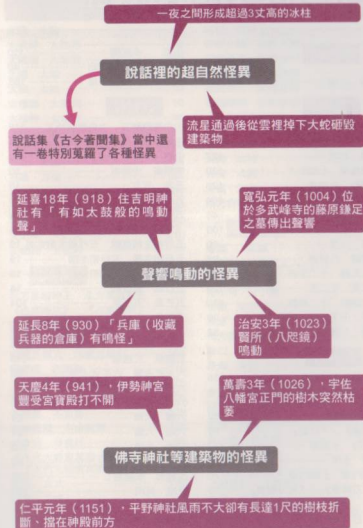 一夜之間形成超過3丈高的冰柱
說話裡的超自然怪異
說話集《古今著聞集》當中還
有一卷特別蒐羅了各種怪異
流星通過後從雲裡掉下大蛇砸毀
建築物
延喜18年（918）住吉明神
社有「有如太鼓般的鳴動
聲」
寬弘元年（1004）位
於多武峰寺的藤原鎌足
之墓傳出聲響
聲響鳴動的怪異
延長8年（930）「兵庫（收藏
兵器的倉庫）有鳴怪」
治安3年（1023）
賢所（八咫鏡）
鳴動
天慶4年（941），伊勢神宮
豐受宮寶殿打不開
萬壽3年（1026），宇佐
八幡宮正門的樹木突然枯
萎
佛寺神社等建築物的怪異
仁平元年（1151），平野神社風雨不大卻有長達1尺的樹枝折
斷、擋在神殿前方